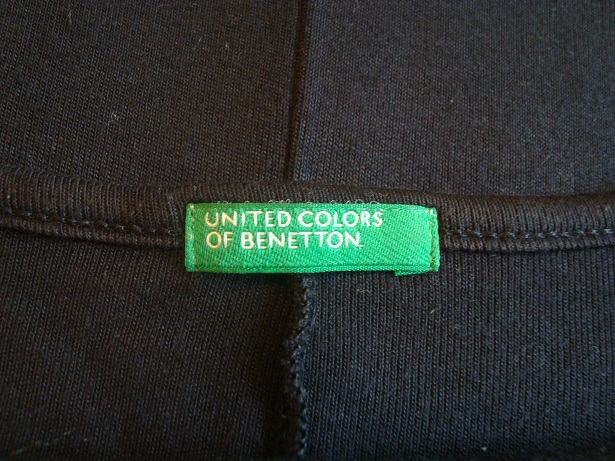 UNITED COLORS
OF BENETTON.